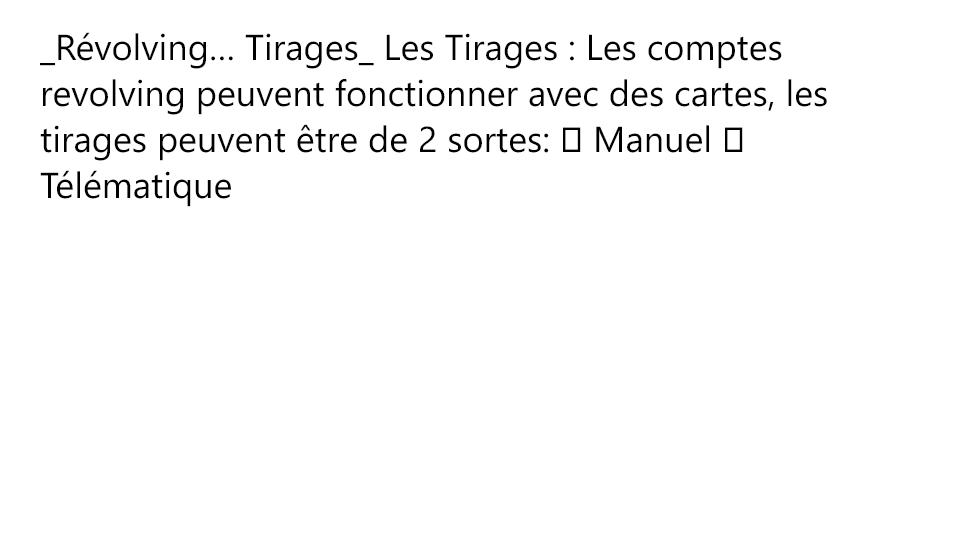 _Révolving... Tirages_ Les Tirages : Les comptes
revolving peuvent fonctionner avec des cartes, les
tirages peuvent être de 2 sortes:  Manuel 
Télématique